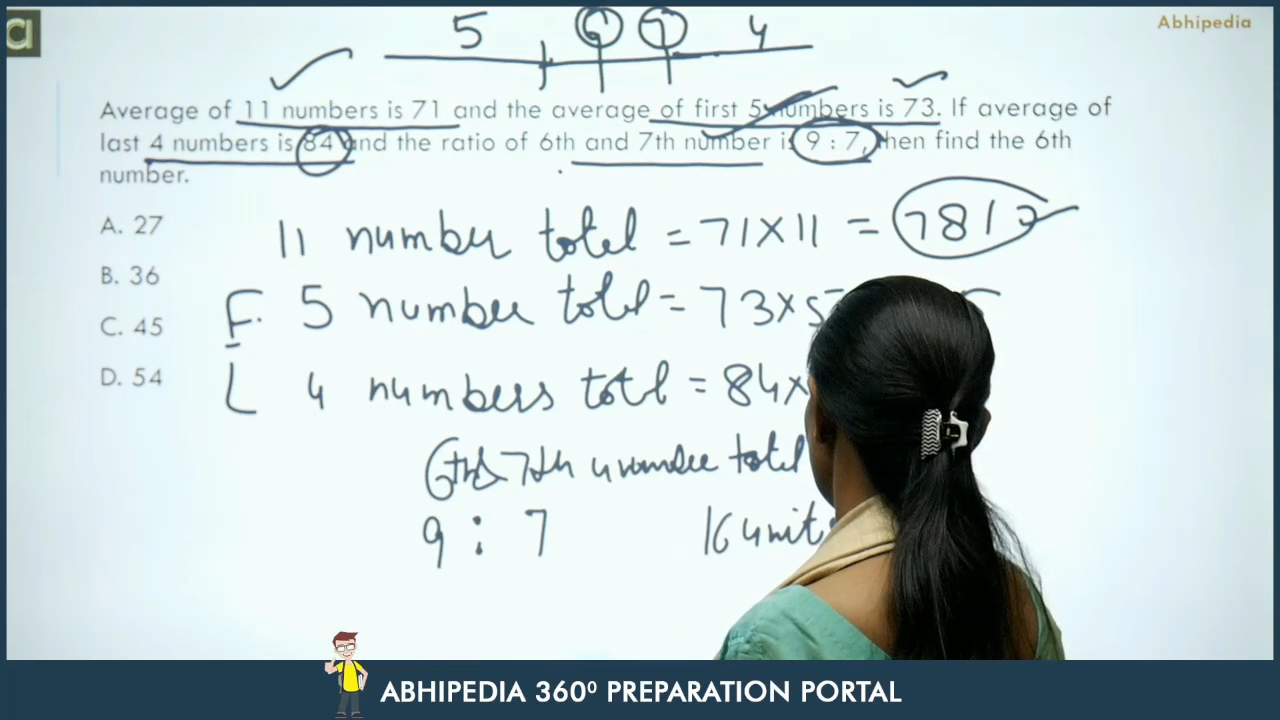 a
Abhipedia
5 6 7 4
Average of 11 numbers is 71 and the average of first 5 numbers is 73. If average of
last 4 numbers is 84 and the ratio of 6th and 7th number is 9 : 7, then find the 6th
number.
A. 27
B. 36
C. 45
D. 54
11 number total = 71×11 = 781
F. 5 number total = 73×5
L 4 numbers totl = 84×
6th 7th number total
9 : 7 16 unit
ABHIPEDIA 360⁰ PREPARATION PORTAL